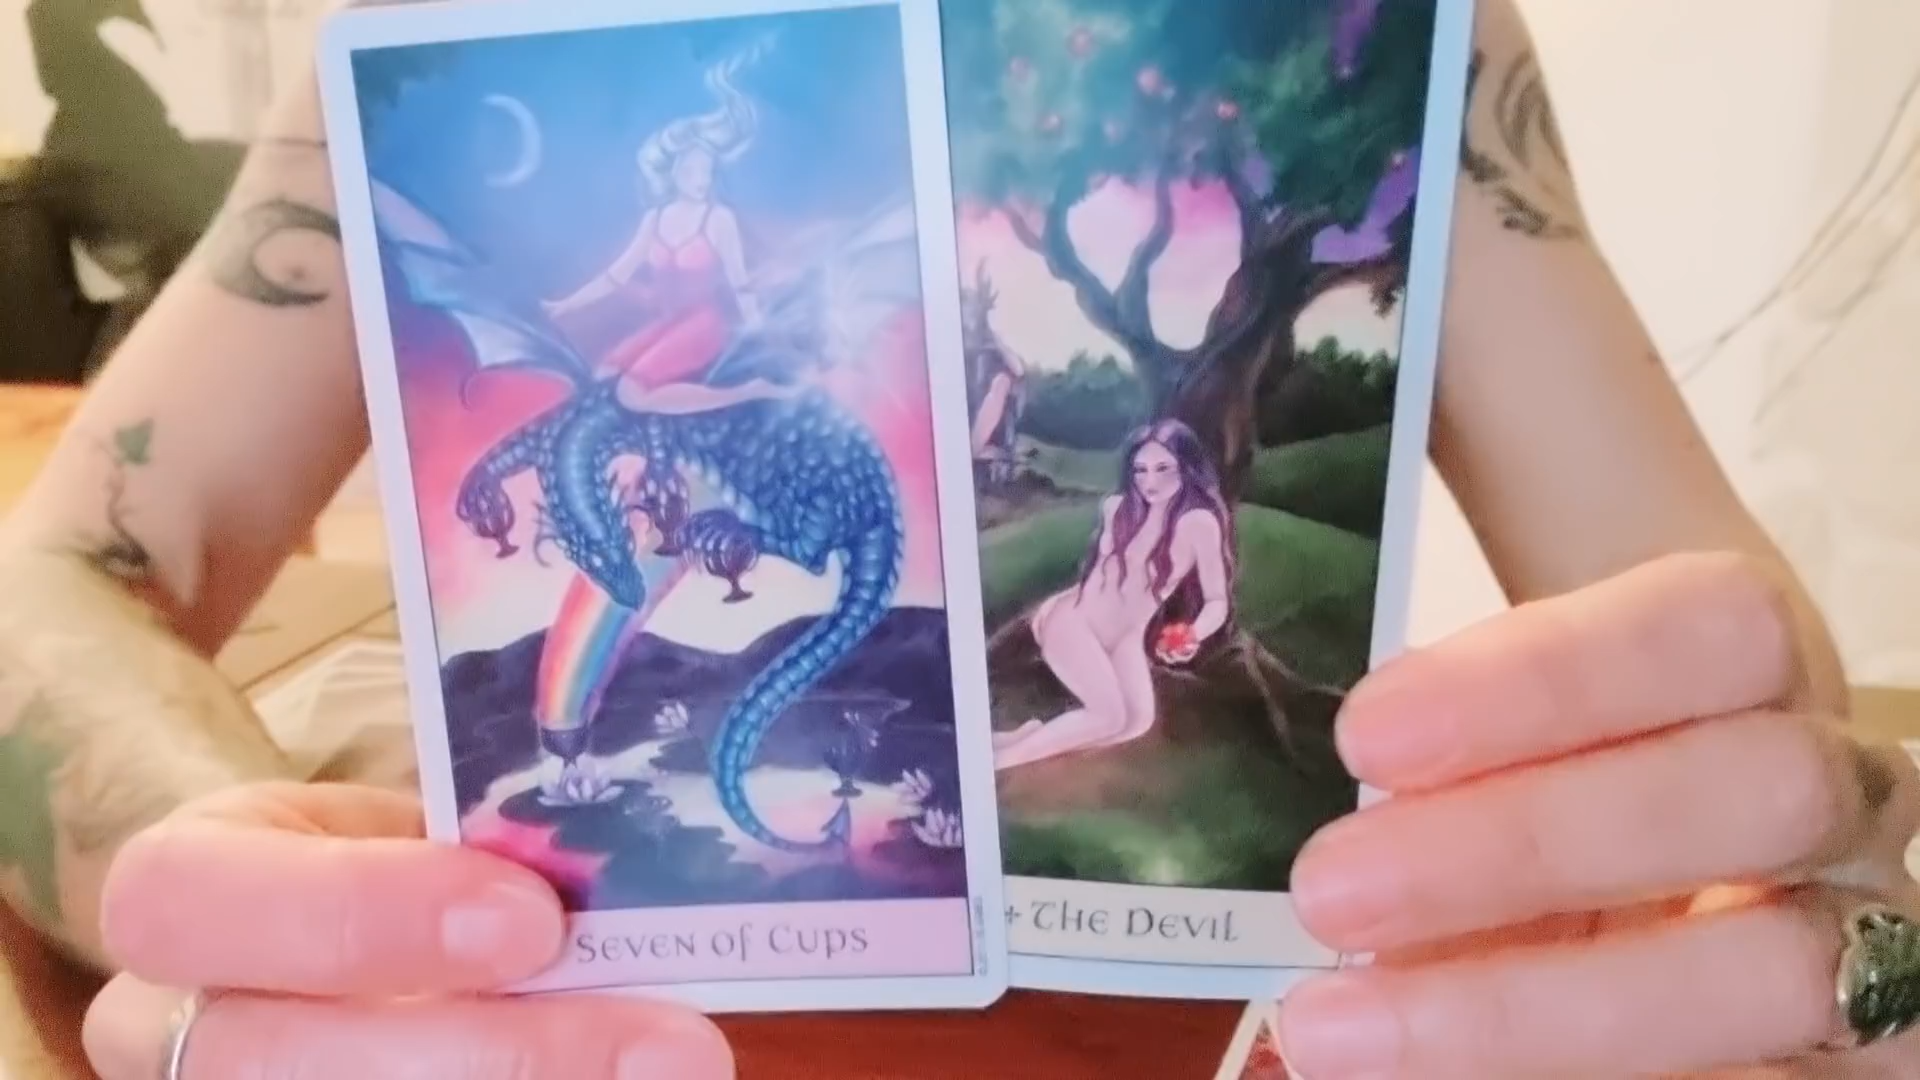 Seven of Cups
+ The Devil